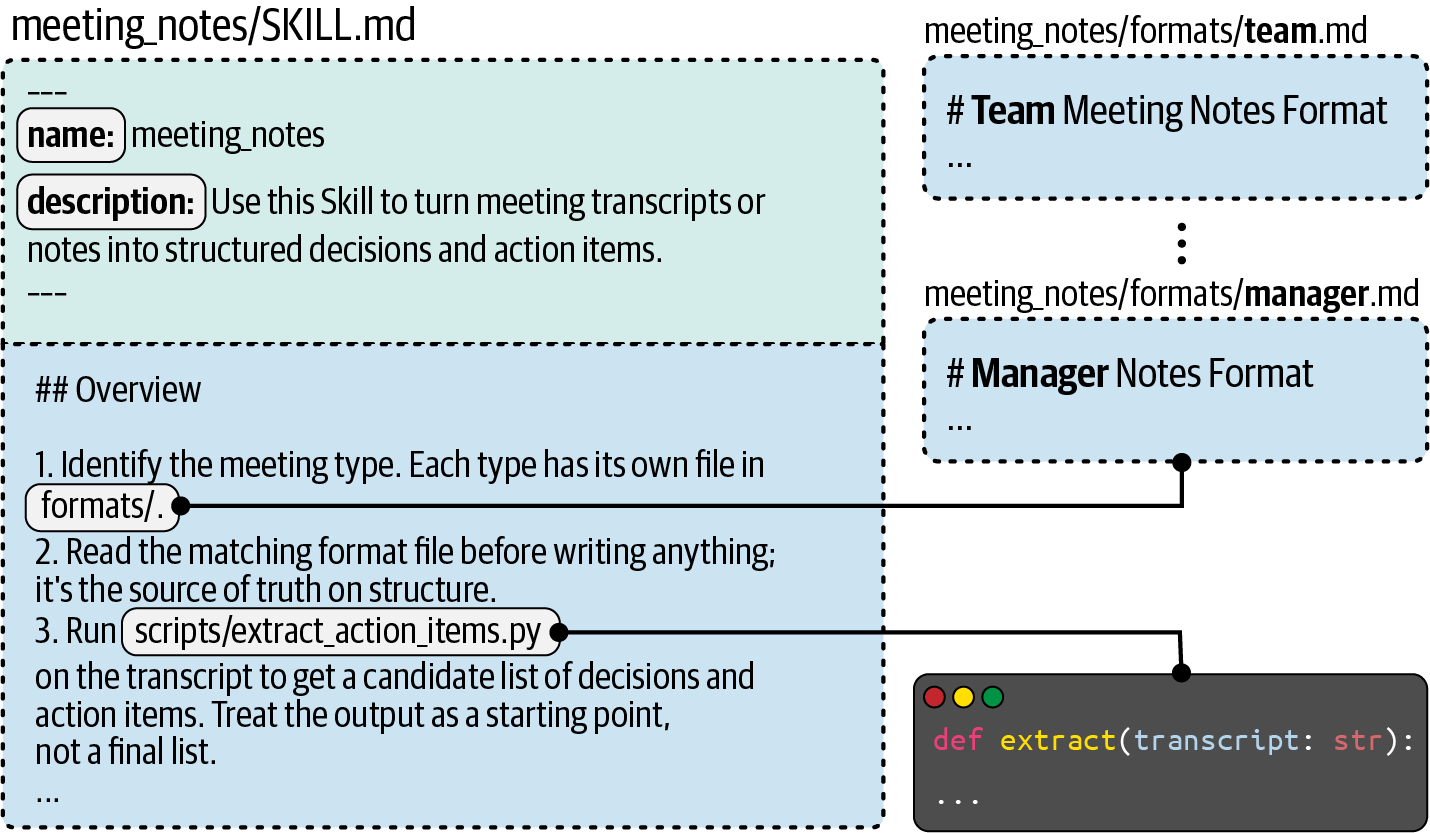 meeting_notes/SKILL.md
---
name: meeting_notes
description: Use this Skill to turn meeting transcripts or
notes into structured decisions and action items.
---
## Overview
1. Identify the meeting type. Each type has its own file in
formats/.
2. Read the matching format file before writing anything;
it's the source of truth on structure.
3. Run scripts/extract_action_items.py
on the transcript to get a candidate list of decisions and
action items. Treat the output as a starting point,
not a final list.
...
meeting_notes/formats/team.md
# Team Meeting Notes Format
...
meeting_notes/formats/manager.md
# Manager Notes Format
...
def extract(transcript: str):
...